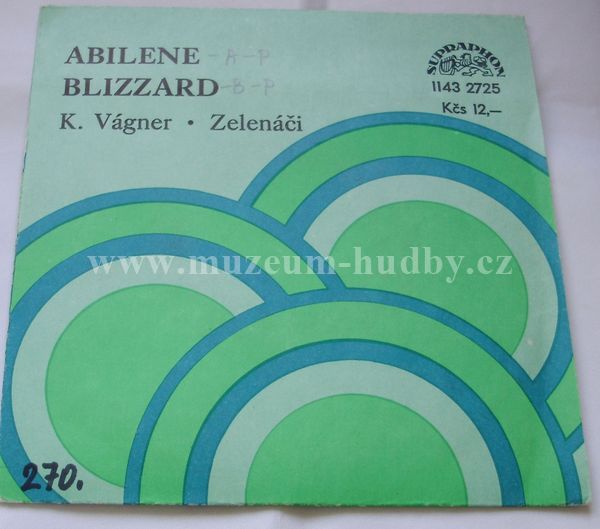 ABILENE -A-P
BLIZZARD -B-P
K. Vágner • Zelenáči
SUPRAPHON
1143 2725
Kčs 12,—
www.muzeum-hudby.cz
270.